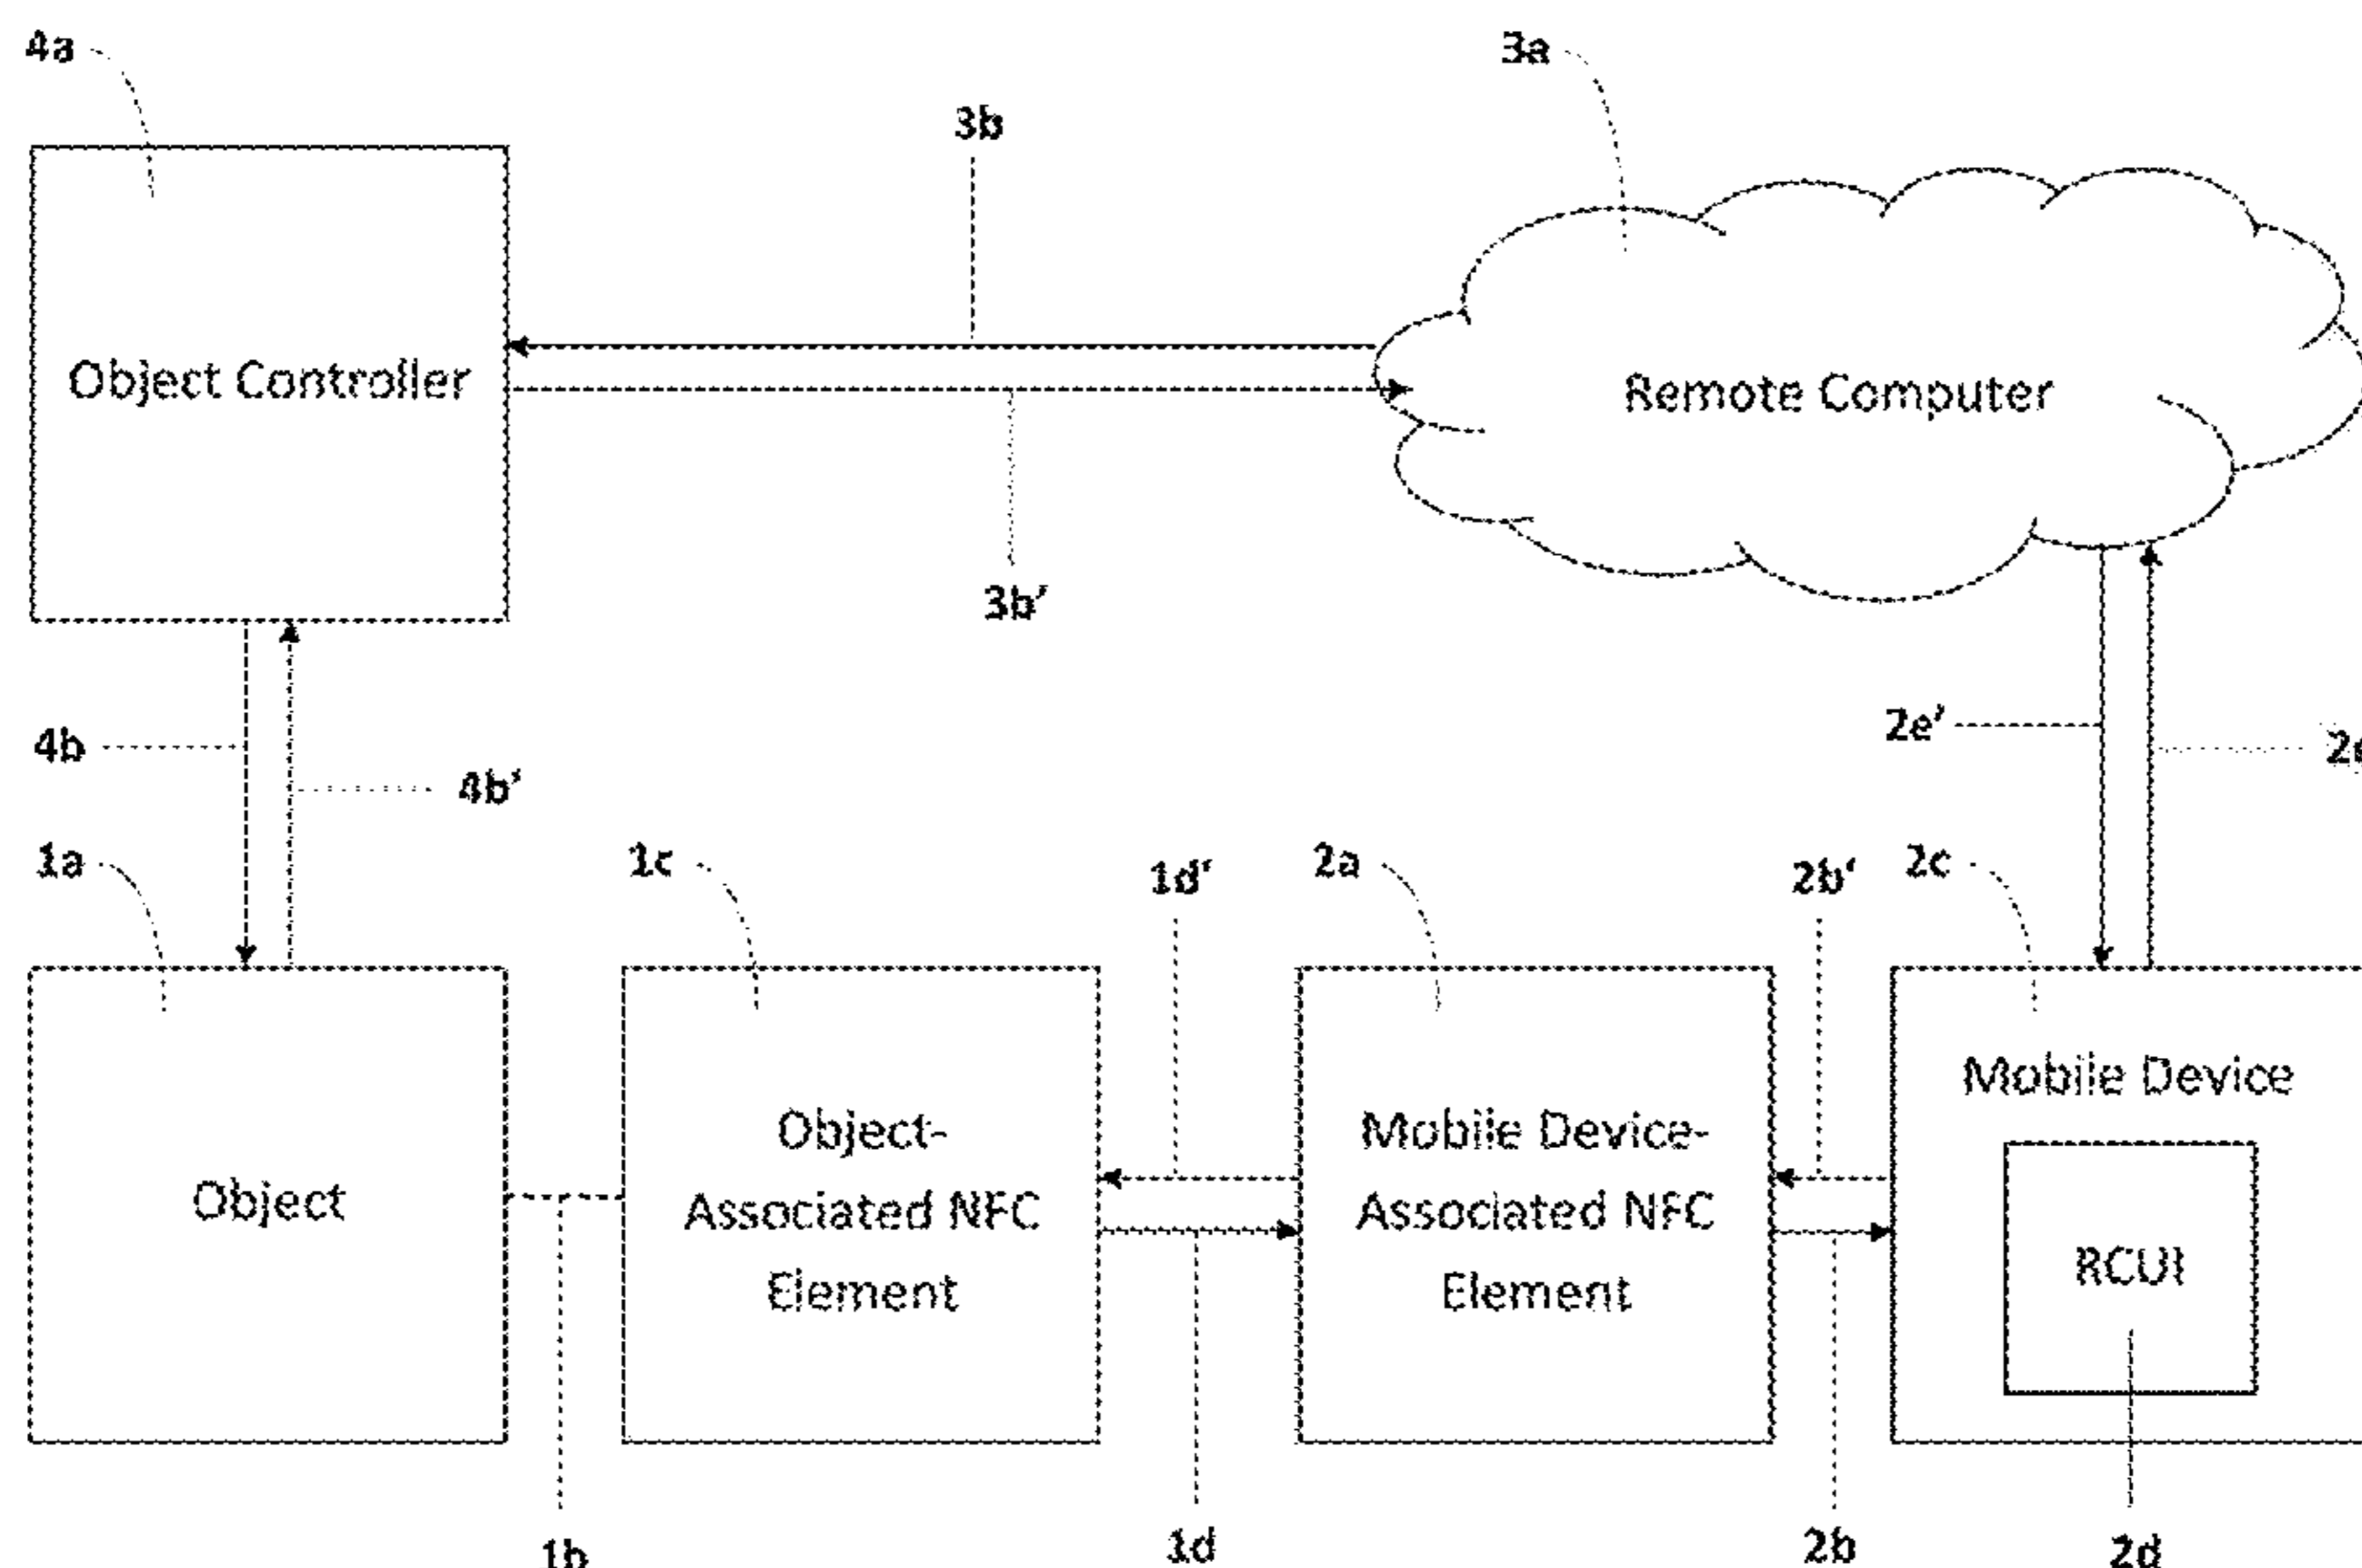 4a
3a
3b
Object Controller
Remote Computer
3b'
2e'
4b
4b'
1a
1c
1d'
2a
2b'
2c
Mobile Device
Object-
Associated NFC
Element
Mobile Device-
Associated NFC
Element
Object
RCUI
1b
1d
2b
2d